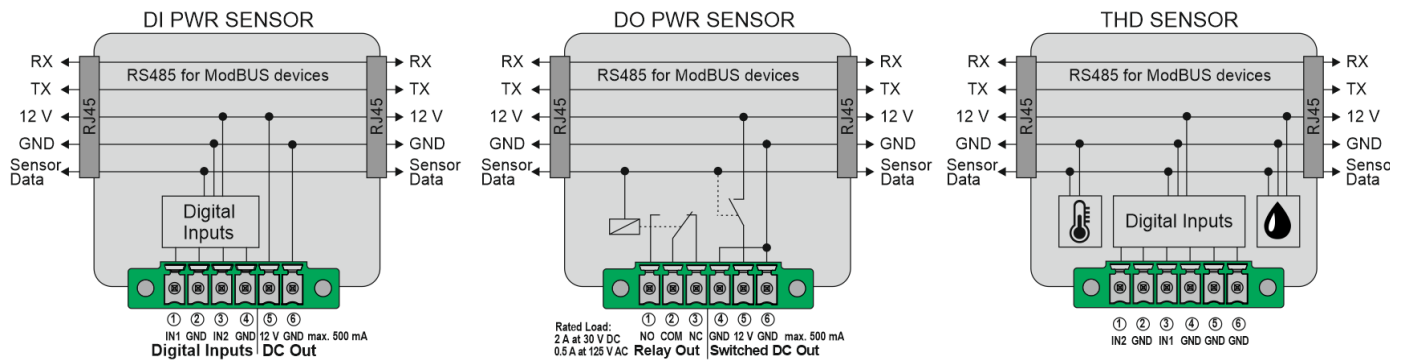 DI PWR SENSOR
RX
RS485 for ModBUS devices
RX
TX
TX
12 V
12 V
GND
GND
Sensor
Data
Sensor
Data
RJ45
RJ45
Digital
Inputs
1 2 3 4 5 6
IN1 GND IN2 GND 12 V GND max. 500 mA
Digital Inputs DC Out
DO PWR SENSOR
RX
RS485 for ModBUS devices
RX
TX
TX
12 V
12 V
GND
GND
Sensor
Data
Sensor
Data
RJ45
RJ45
1 2 3 4 5 6
Rated Load:
2 A at 30 V DC
0.5 A at 125 V AC
NO COM NC GND 12 V GND max. 500 mA
Relay Out Switched DC Out
THD SENSOR
RX
RS485 for ModBUS devices
RX
TX
TX
12 V
12 V
GND
GND
Sensor
Data
Sensor
Data
RJ45
RJ45
Digital Inputs
1 2 3 4 5 6
IN2 GND IN1 GND GND GND